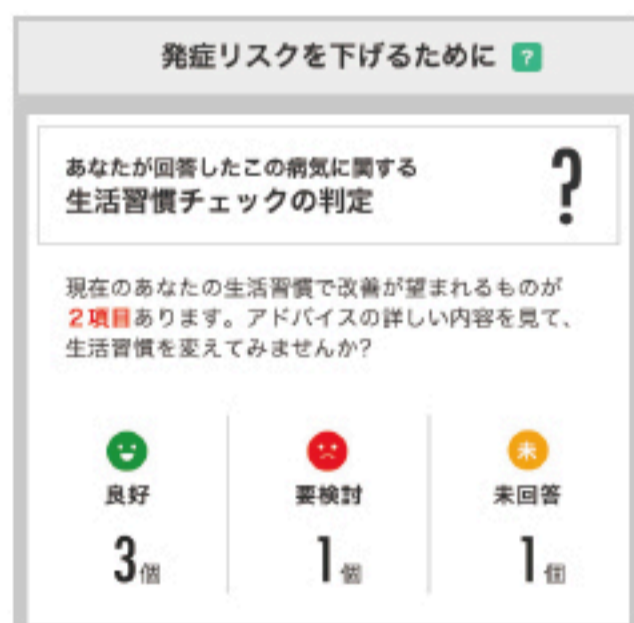 発症リスクを下げるために ?
あなたが回答したこの病気に関する
生活習慣チェックの判定
?
現在のあなたの生活習慣で改善が望まれるものが
2項目あります。アドバイスの詳しい内容を見て、
生活習慣を変えてみませんか?
未
良好 要検討 未回答
3個 1個 1個